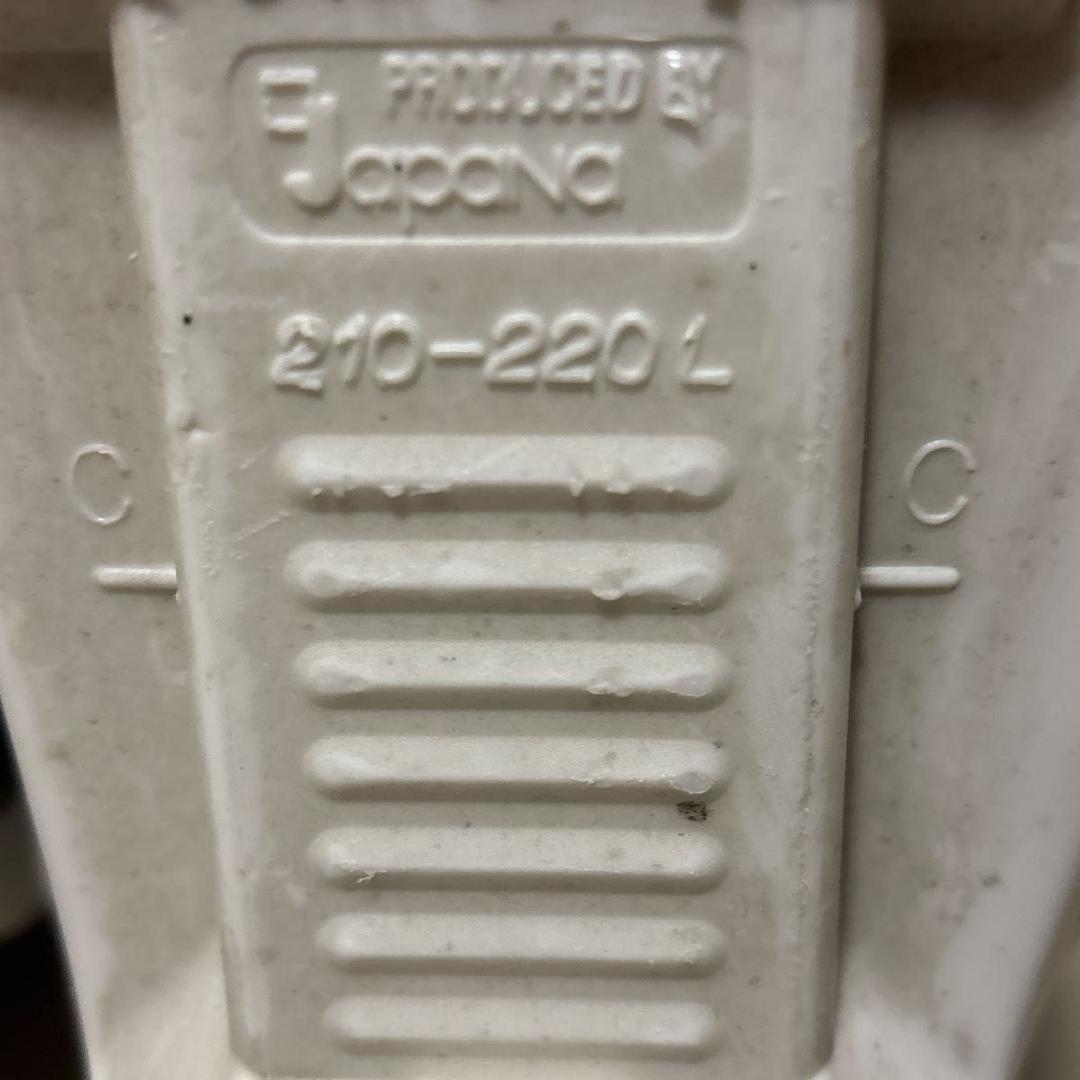 PRODUCED BY
Japana
210-220 L
C C